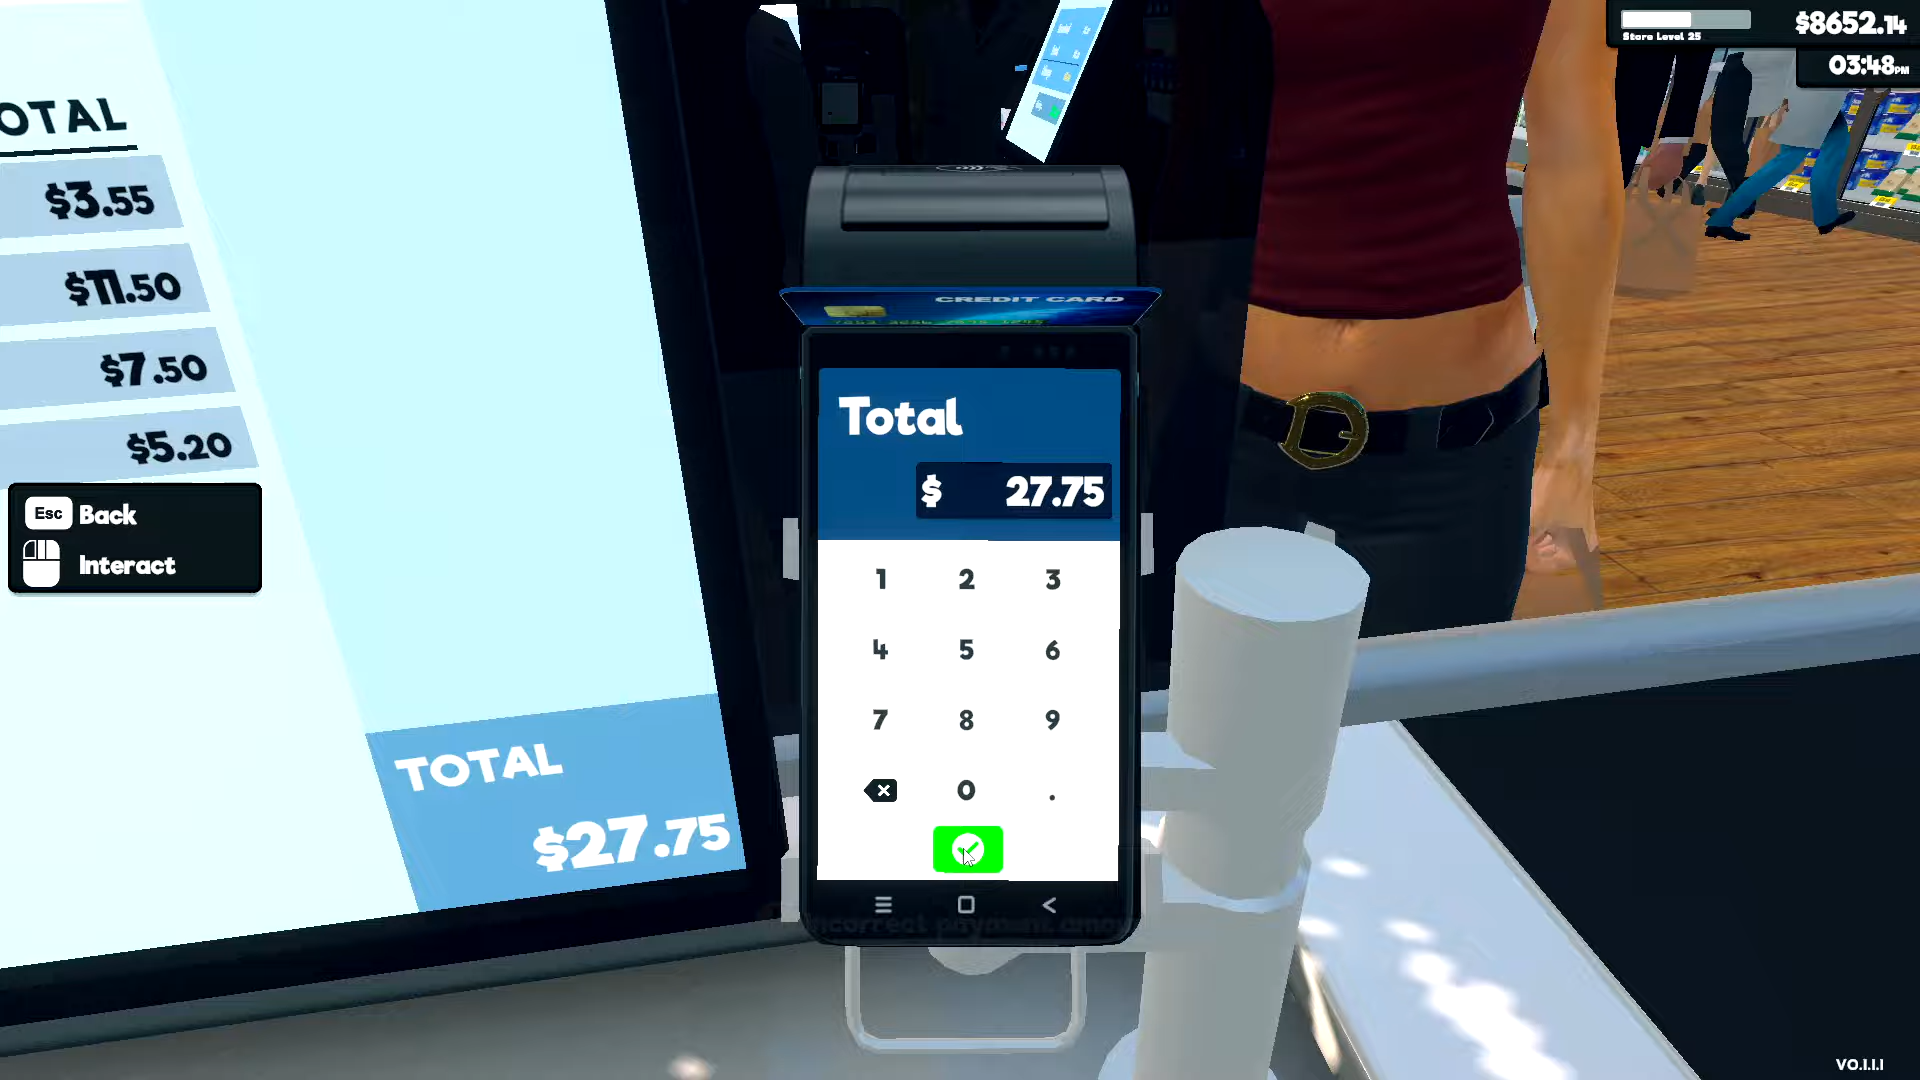 $8652.14
Store Level 25
03:48PM
OTAL
$3.55
$11.50
$7.50
$5.20
Esc Back
Interact
TOTAL
$27.75
CREDIT CARD
Total
$ 27.75
1 2 3
4 5 6
7 8 9
0 .
V0.1.1.1